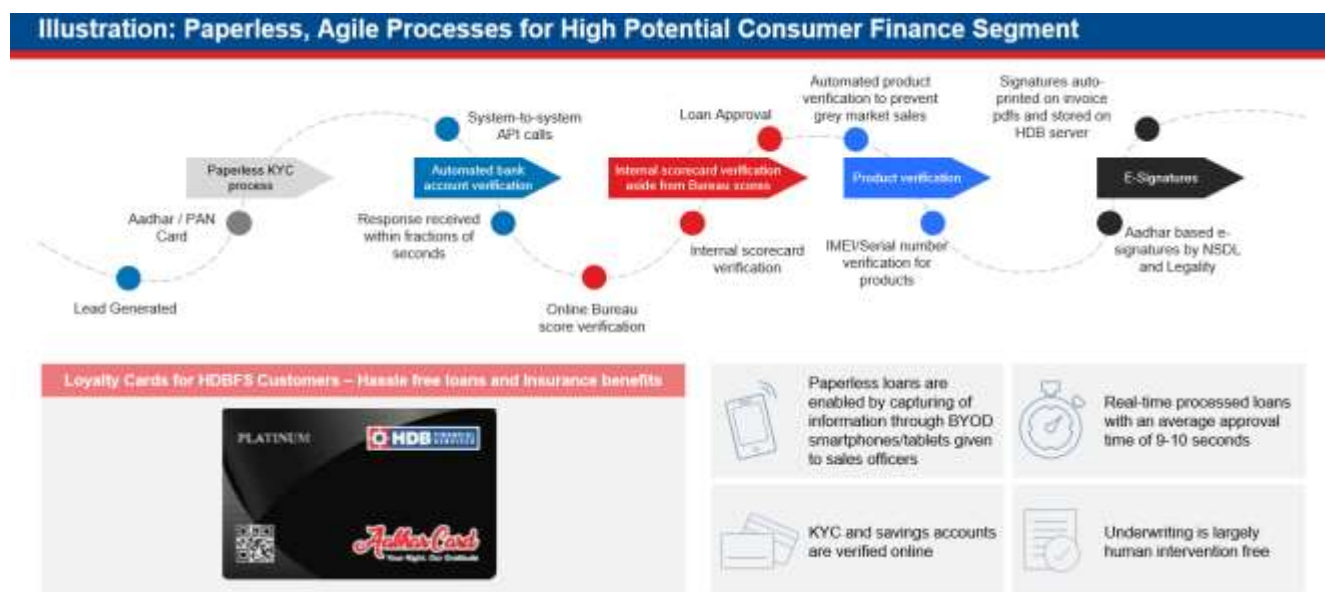 Illustration: Paperless, Agile Processes for High Potential Consumer Finance Segment
Lead Generated
Aadhar / PAN
Card
Paperless KYC
process
System-to-system
API calls
Automated bank
account verification
Response received
within fractions of
seconds
Online Bureau
score verification
Loan Approval
Internal scorecard verification
aside from Bureau scores
Internal scorecard
verification
Automated product
verification to prevent
grey market sales
Product verification
IMEI/Serial number
verification for
products
Signatures auto-
printed on invoice
pdfs and stored on
HDB server
E-Signatures
Aadhar based e-
signatures by NSDL
and Legality
Loyalty Cards for HDBFS Customers – Hassle free loans and Insurance benefits
PLATINUM
HDB FINANCIAL
SERVICES
Aabhar Card
Paperless loans are
enabled by capturing of
information through BYOD
smartphones/tablets given
to sales officers
Real-time processed loans
with an average approval
time of 9-10 seconds
KYC and savings accounts
are verified online
Underwriting is largely
human intervention free